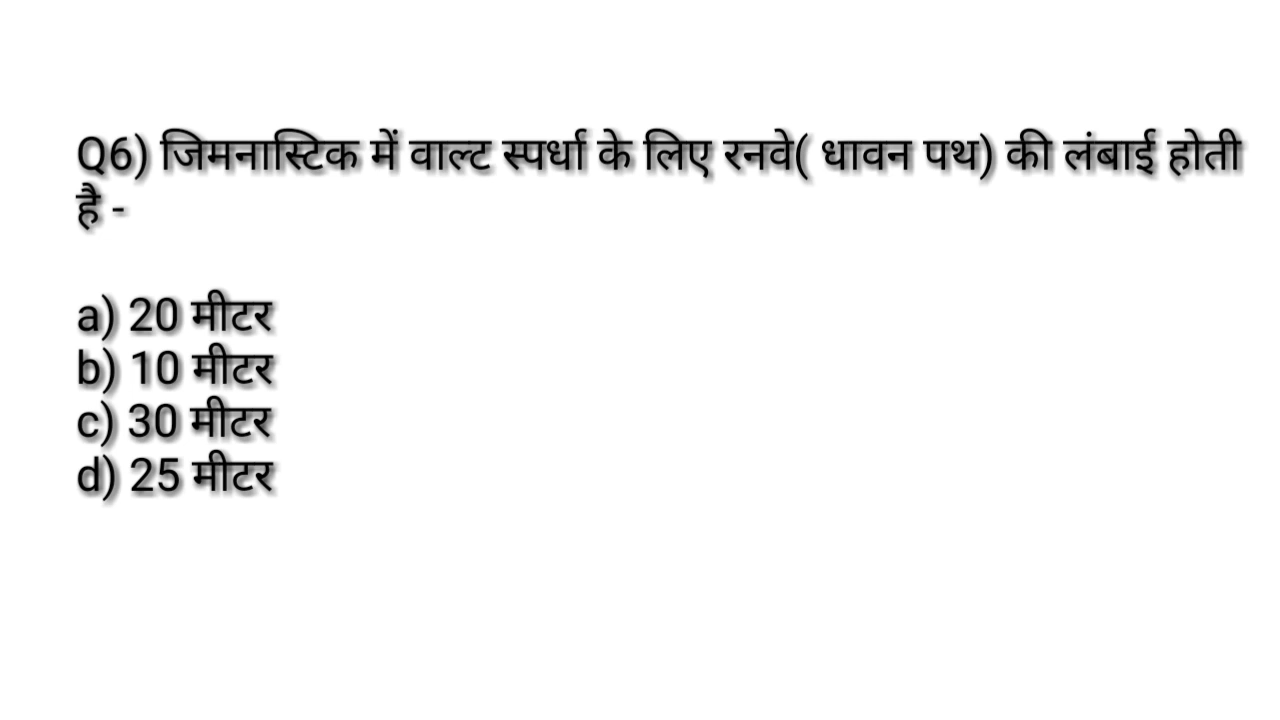 Q6) जिमनास्टिक में वाल्ट स्पर्धा के लिए रनवे( धावन पथ) की लंबाई होती
है -
a) 20 मीटर
b) 10 मीटर
c) 30 मीटर
d) 25 मीटर